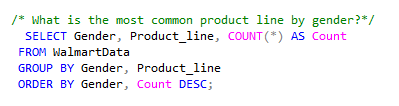 /* What is the most common product line by gender?*/
SELECT Gender, Product_line, COUNT(*) AS Count
FROM WalmartData
GROUP BY Gender, Product_line
ORDER BY Gender, Count DESC;